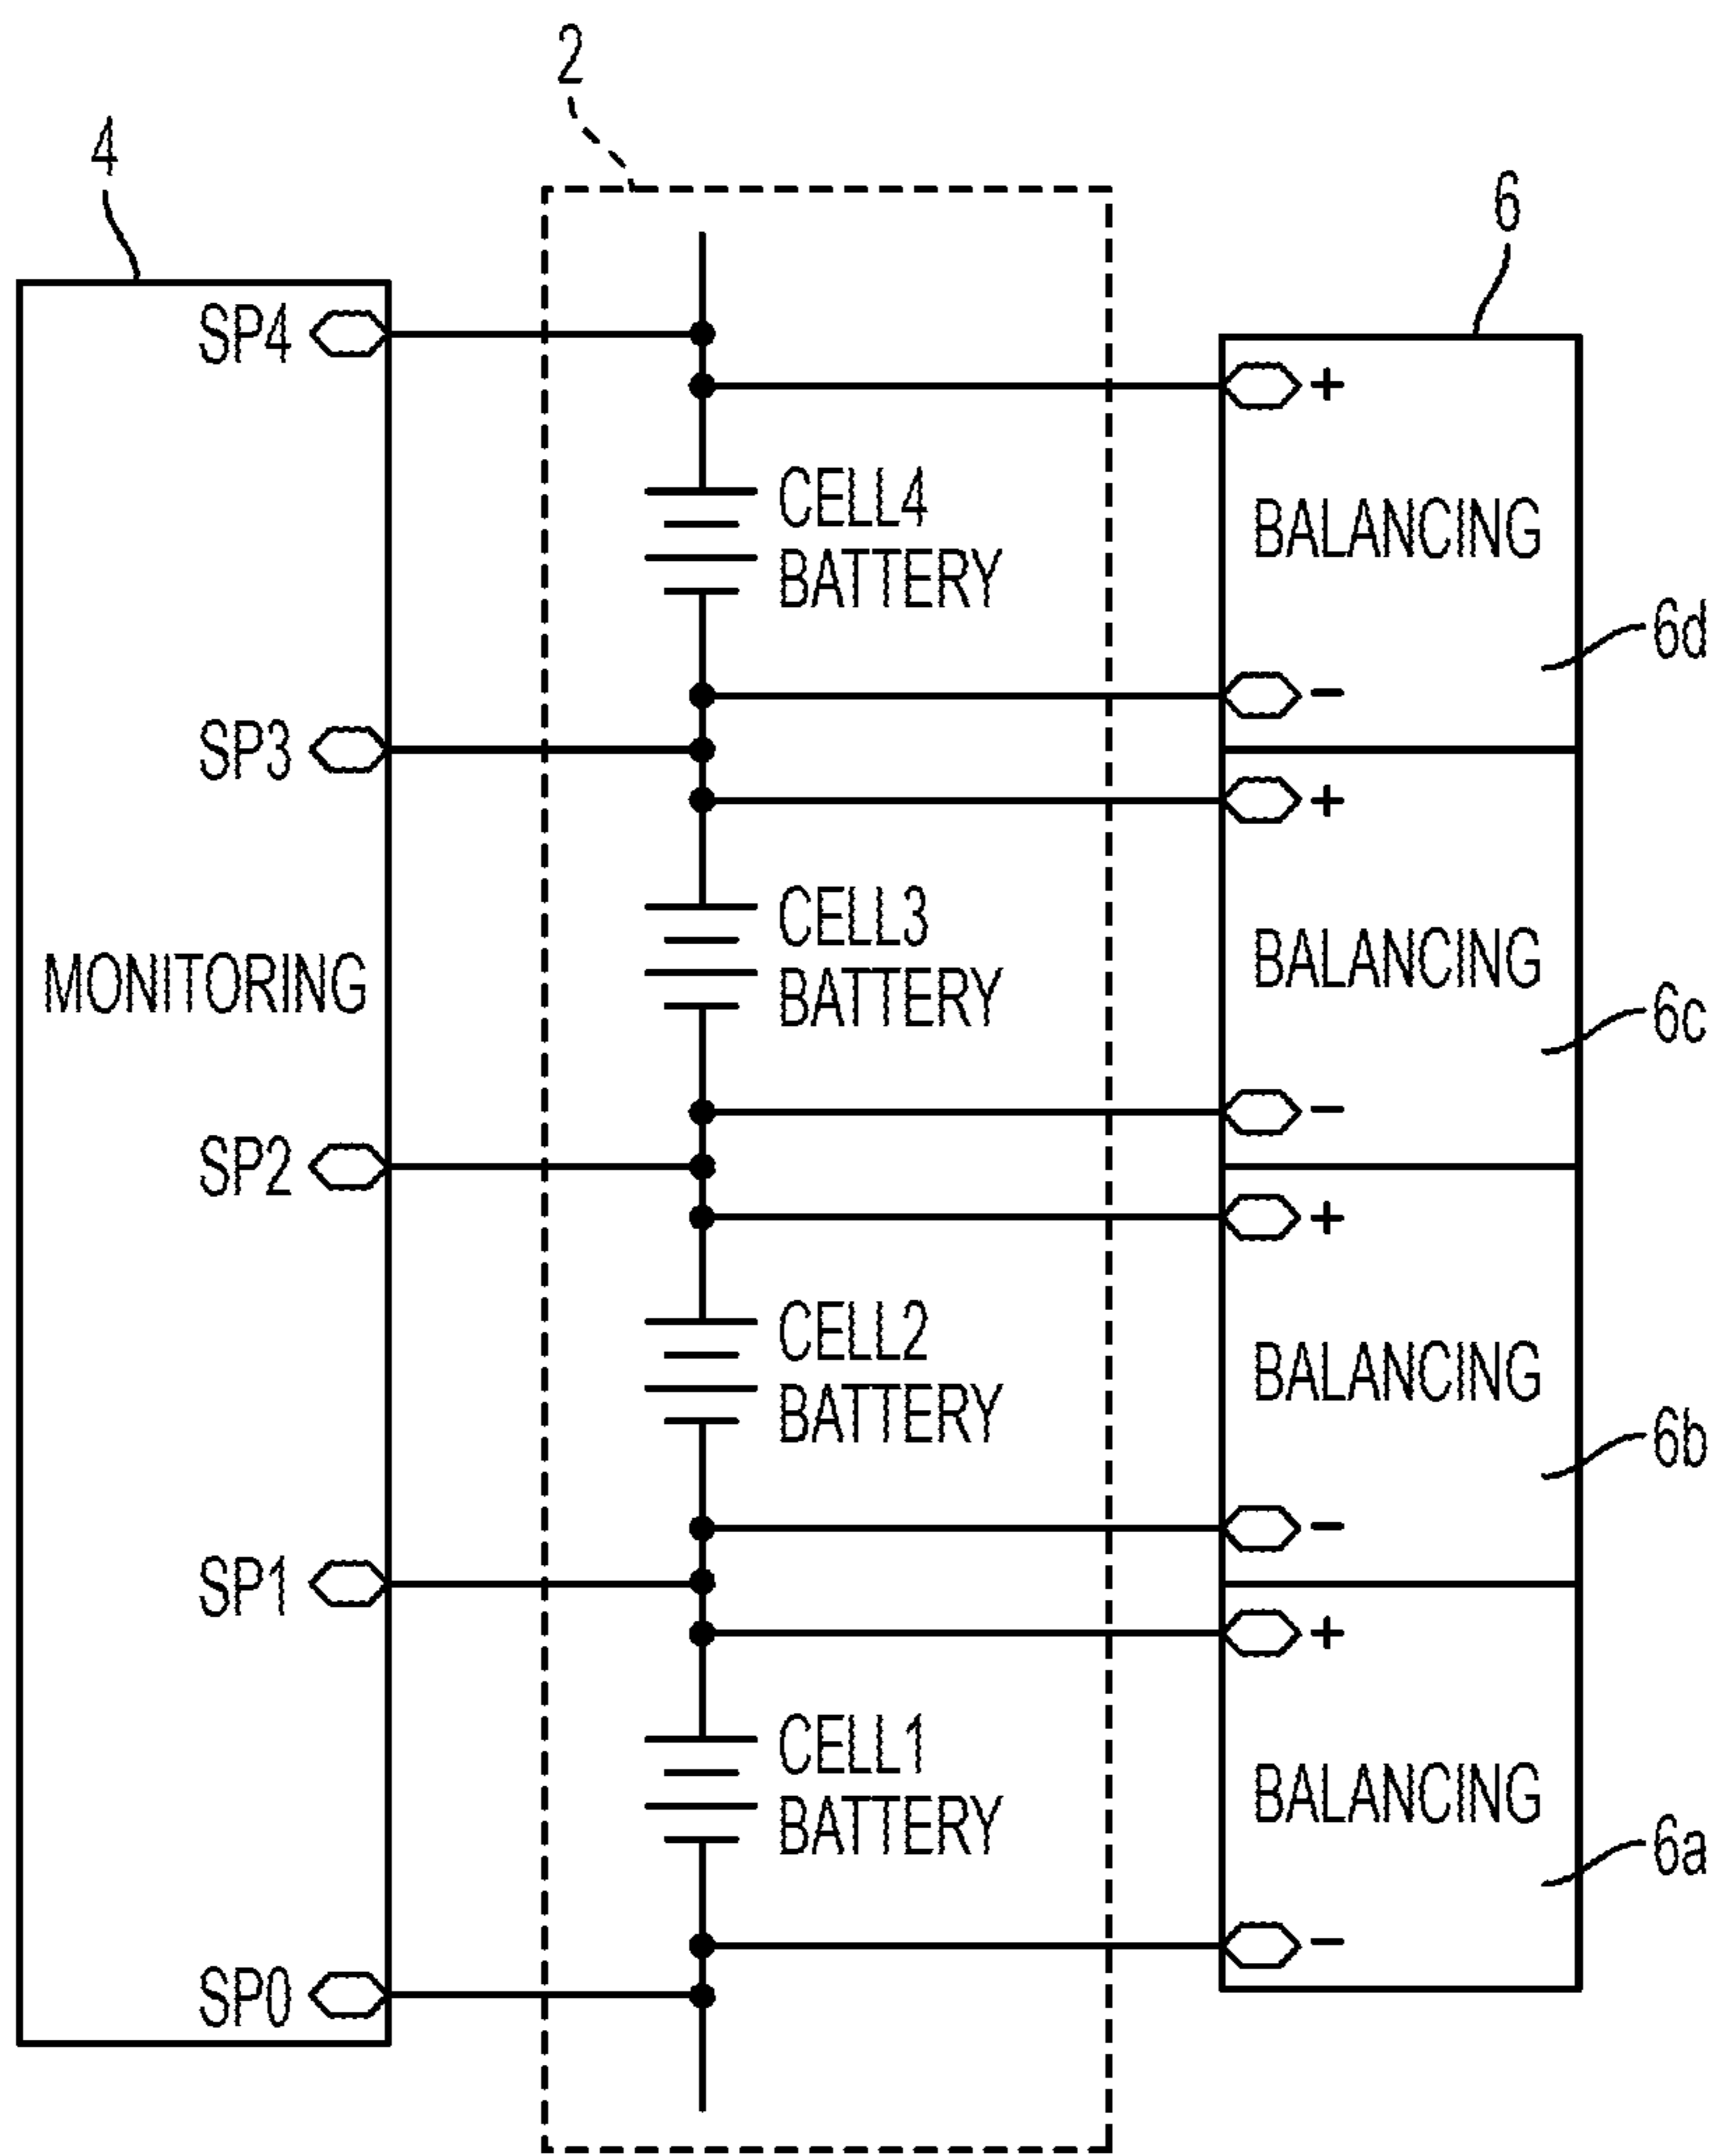 2
4
6
SP4
+
CELL4
BATTERY
BALANCING
6d
−
SP3
+
CELL3
BATTERY
MONITORING
BALANCING
6c
−
SP2
+
CELL2
BATTERY
BALANCING
6b
−
SP1
+
CELL1
BATTERY
BALANCING
6a
−
SP0